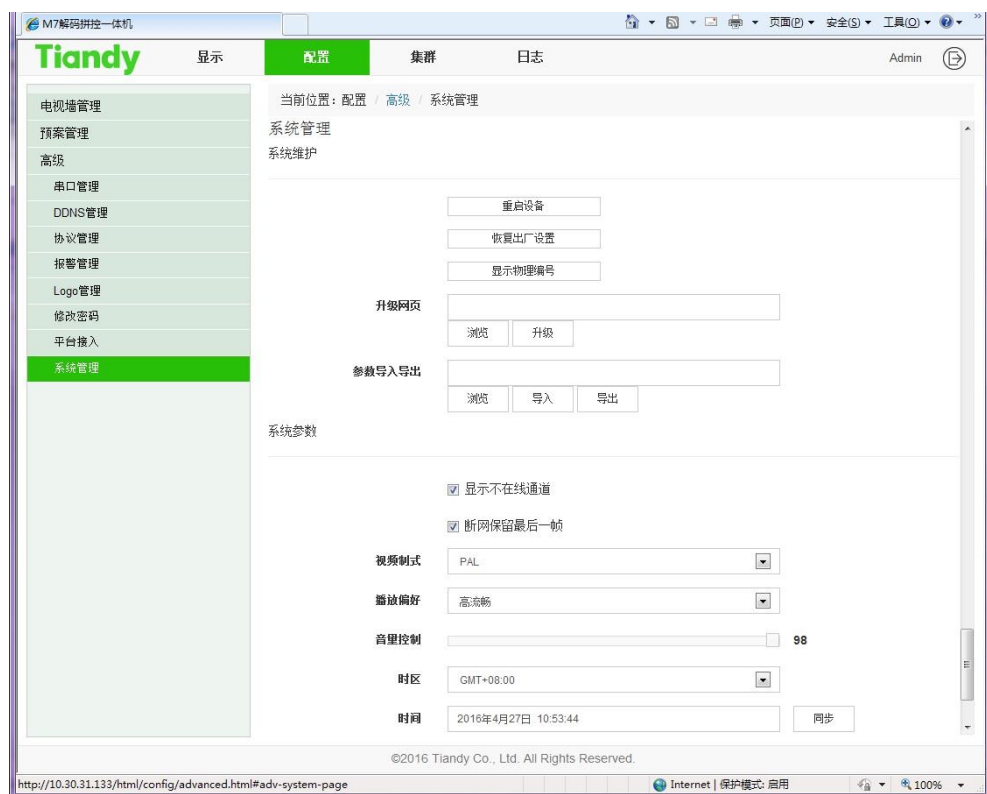 M7解码拼控一体机
页面(P) 安全(S) 工具(O)
Tiandy 显示 配置 集群 日志 Admin
当前位置：配置 / 高级 / 系统管理
电视墙管理
预案管理
高级
串口管理
DDNS管理
协议管理
报警管理
Logo管理
修改密码
平台接入
系统管理
系统管理
系统维护
重启设备
恢复出厂设置
显示物理编号
升级网页
浏览 升级
参数导入导出
浏览 导入 导出
系统参数
显示不在线通道
断网保留最后一帧
视频制式 PAL
播放偏好 高流畅
音里控制 98
时区 GMT+08:00
时间 2016年4月27日 10:53:44 同步
©2016 Tiandy Co., Ltd. All Rights Reserved.
http://10.30.31.133/html/config/advanced.html#adv-system-page Internet | 保护模式: 启用 100%